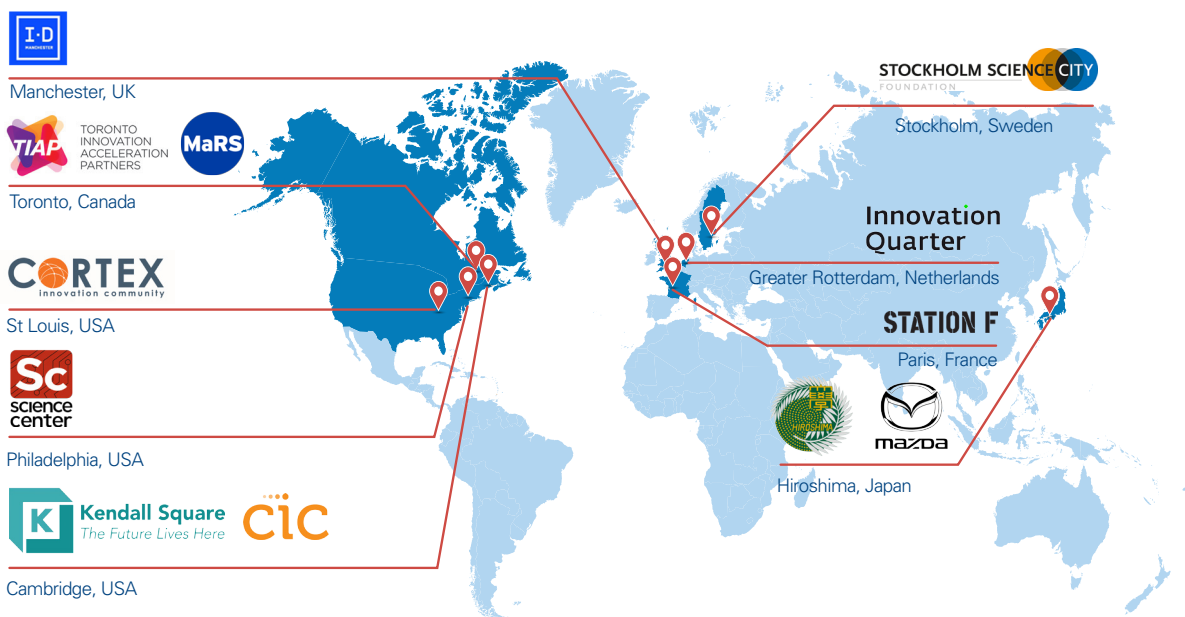 I·D
MANCHESTER
Manchester, UK
TIAP
TORONTO
INNOVATION
ACCELERATION
PARTNERS
MaRS
Toronto, Canada
CORTEX
innovation community
St Louis, USA
Sc
science
center
Philadelphia, USA
K
Kendall Square
The Future Lives Here
cic
Cambridge, USA
STOCKHOLM SCIENCE CITY
FOUNDATION
Stockholm, Sweden
Innovation
Quarter
Greater Rotterdam, Netherlands
STATION F
Paris, France
HIROSHIMA
mazda
Hiroshima, Japan